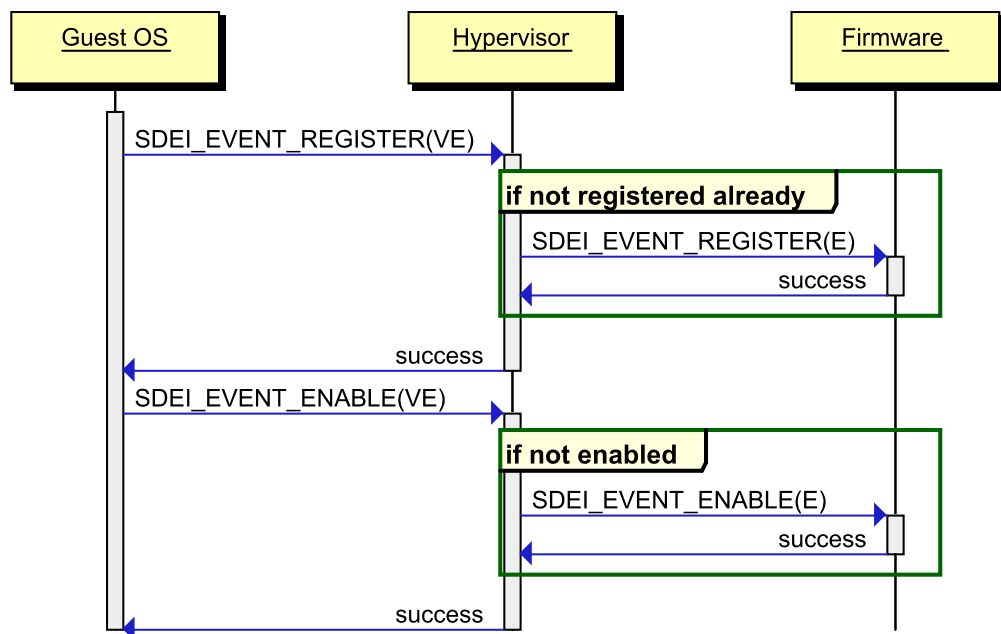 Guest OS
Hypervisor
Firmware
SDEI_EVENT_REGISTER(VE)
if not registered already
SDEI_EVENT_REGISTER(E)
success
success
SDEI_EVENT_ENABLE(VE)
if not enabled
SDEI_EVENT_ENABLE(E)
success
success